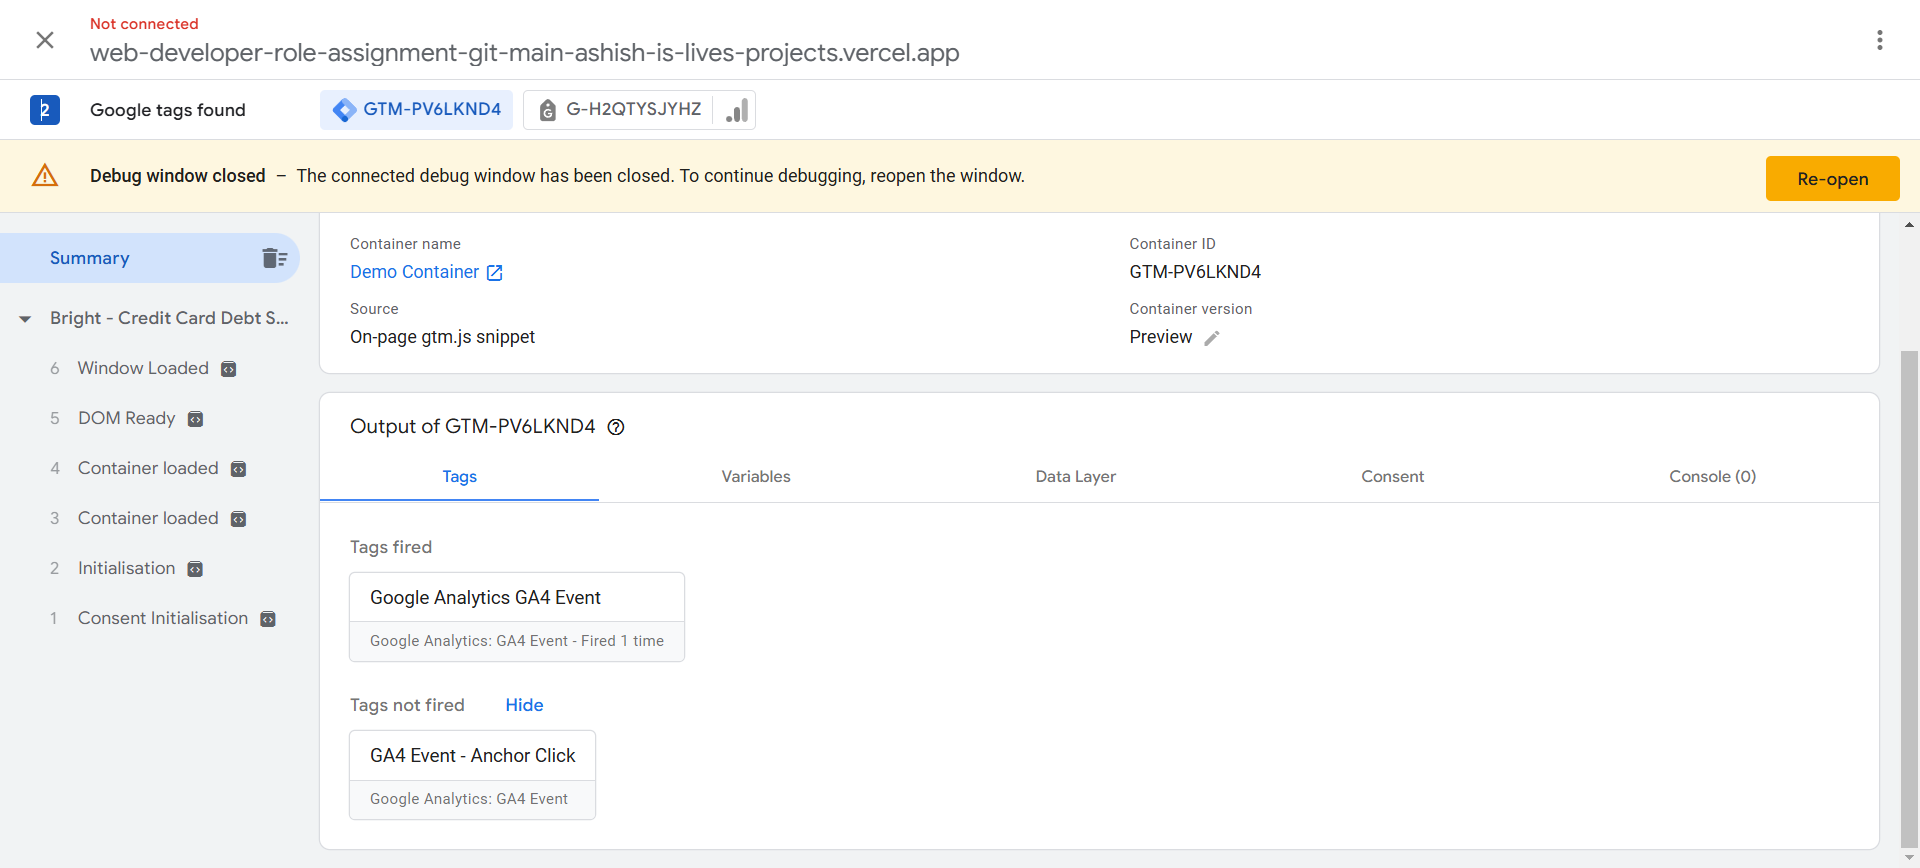 Not connected
web-developer-role-assignment-git-main-ashish-is-lives-projects.vercel.app
2 Google tags found GTM-PV6LKND4 G-H2QTYSJYHZ
Debug window closed – The connected debug window has been closed. To continue debugging, reopen the window. Re-open
Summary
Bright - Credit Card Debt S...
6 Window Loaded
5 DOM Ready
4 Container loaded
3 Container loaded
2 Initialisation
1 Consent Initialisation
Container name
Demo Container
Container ID
GTM-PV6LKND4
Source
On-page gtm.js snippet
Container version
Preview
Output of GTM-PV6LKND4
Tags Variables Data Layer Consent Console (0)
Tags fired
Google Analytics GA4 Event
Google Analytics: GA4 Event - Fired 1 time
Tags not fired Hide
GA4 Event - Anchor Click
Google Analytics: GA4 Event